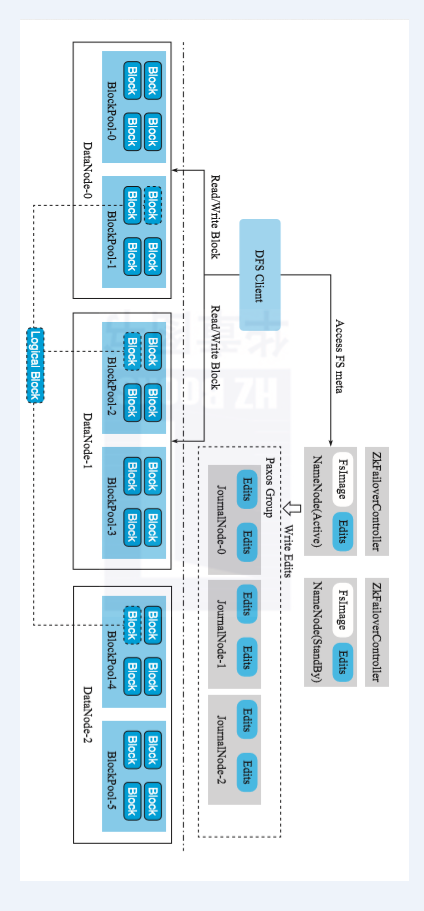 ZkFailoverController
ZkFailoverController
FsImage
Edits
NameNode(Active)
FsImage
Edits
NameNode(StandBy)
Access FS meta
Write Edits
DFS Client
Paxos Group
Edits
Edits
JournalNode-0
Edits
Edits
JournalNode-1
Edits
Edits
JournalNode-2
Read/Write Block
Read/Write Block
Block
Block
Block
Block
BlockPool-0
Block
Block
Block
Block
BlockPool-1
DataNode-0
Block
Block
Block
Block
BlockPool-2
Block
Block
Block
Block
BlockPool-3
DataNode-1
Block
Block
Block
Block
BlockPool-4
Block
Block
Block
Block
BlockPool-5
DataNode-2
Logical Block